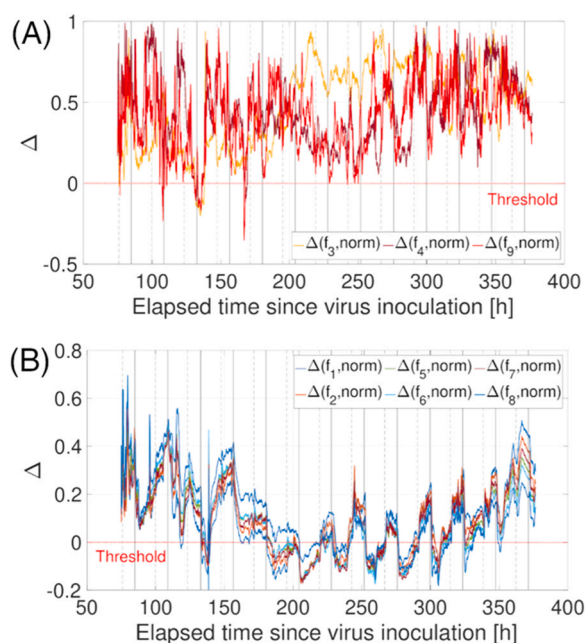 (A)
1
0.5
0
-0.5
Δ
Threshold
Δ(f3,norm) Δ(f4,norm) Δ(f9,norm)
50 100 150 200 250 300 350 400
Elapsed time since virus inoculation [h]
(B)
0.8
0.6
0.4
0.2
0
-0.2
Δ
Δ(f1,norm) Δ(f5,norm) Δ(f7,norm)
Δ(f2,norm) Δ(f6,norm) Δ(f8,norm)
Threshold
50 100 150 200 250 300 350 400
Elapsed time since virus inoculation [h]